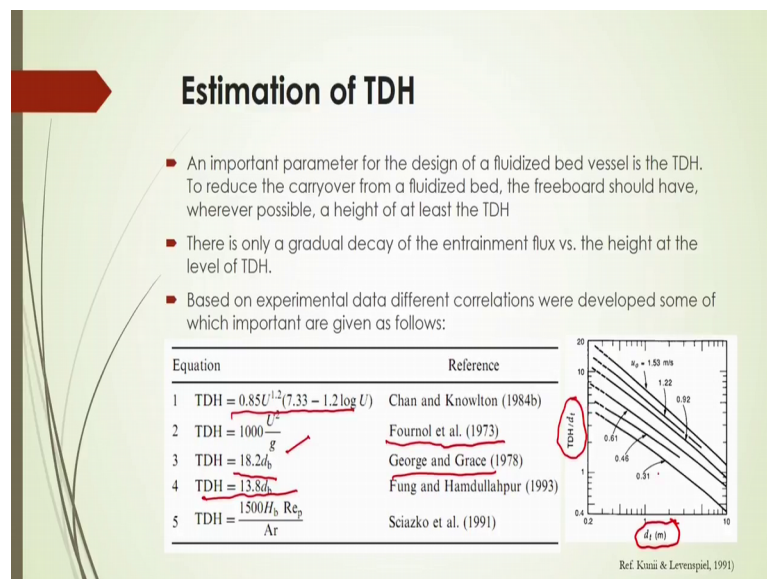 Estimation of TDH
An important parameter for the design of a fluidized bed vessel is the TDH.
To reduce the carryover from a fluidized bed, the freeboard should have,
wherever possible, a height of at least the TDH
There is only a gradual decay of the entrainment flux vs. the height at the
level of TDH.
Based on experimental data different correlations were developed some of
which important are given as follows:
Equation Reference
1 TDH = 0.85U^1.2(7.33 − 1.2 log U) Chan and Knowlton (1984b)
2 TDH = 1000 U²/g Fournol et al. (1973)
3 TDH = 18.2d_b George and Grace (1978)
4 TDH = 13.8d_b Fung and Hamdullahpur (1993)
5 TDH = 1500H_b Re_p/Ar Sciazko et al. (1991)
20
u_o = 1.53 m/s
10
1.22
0.92
TDH/d_t
0.61
0.46
1
0.31
0.4
0.2
10
d_t (m)
Ref. Kunii & Levenspiel, 1991)